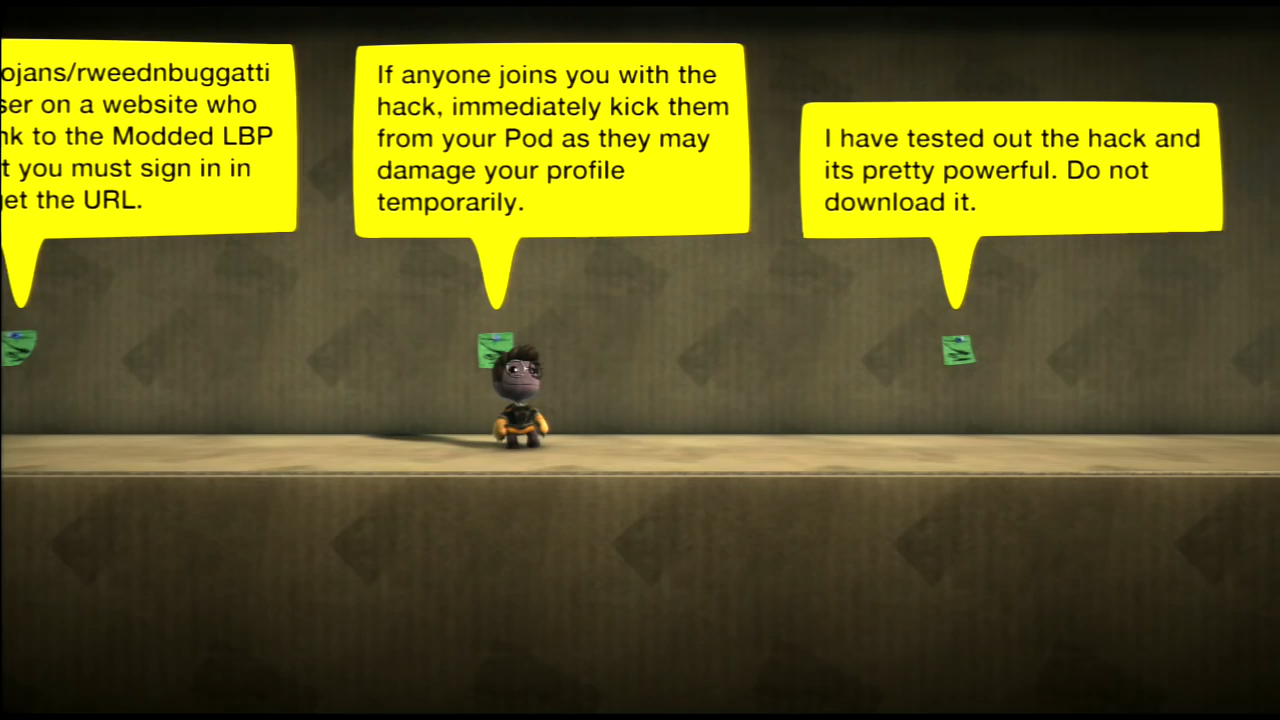 ojans/rweednbuggatti
ser on a website who
nk to the Modded LBP
t you must sign in in
get the URL.
If anyone joins you with the
hack, immediately kick them
from your Pod as they may
damage your profile
temporarily.
I have tested out the hack and
its pretty powerful. Do not
download it.